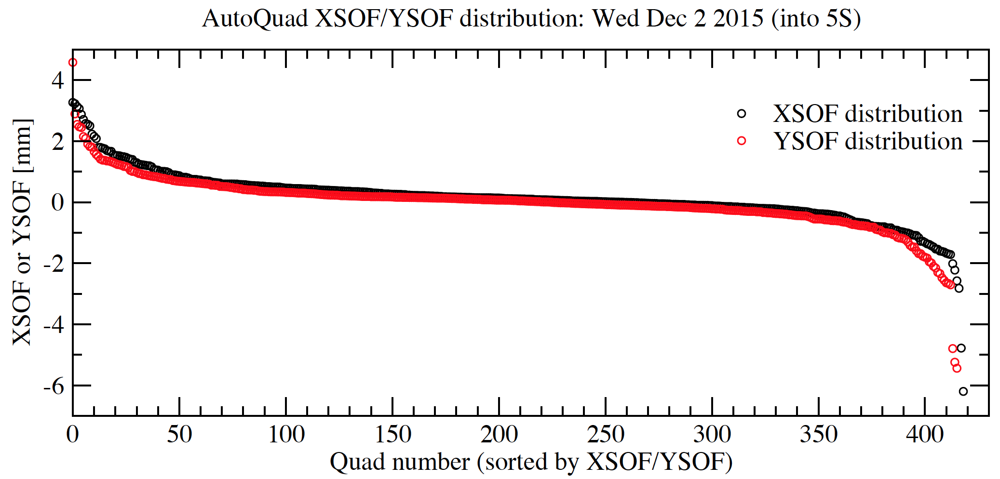 AutoQuad XSOF/YSOF distribution: Wed Dec 2 2015 (into 5S)
XSOF or YSOF [mm]
4
2
0
-2
-4
-6
XSOF distribution
YSOF distribution
0 50 100 150 200 250 300 350 400
Quad number (sorted by XSOF/YSOF)